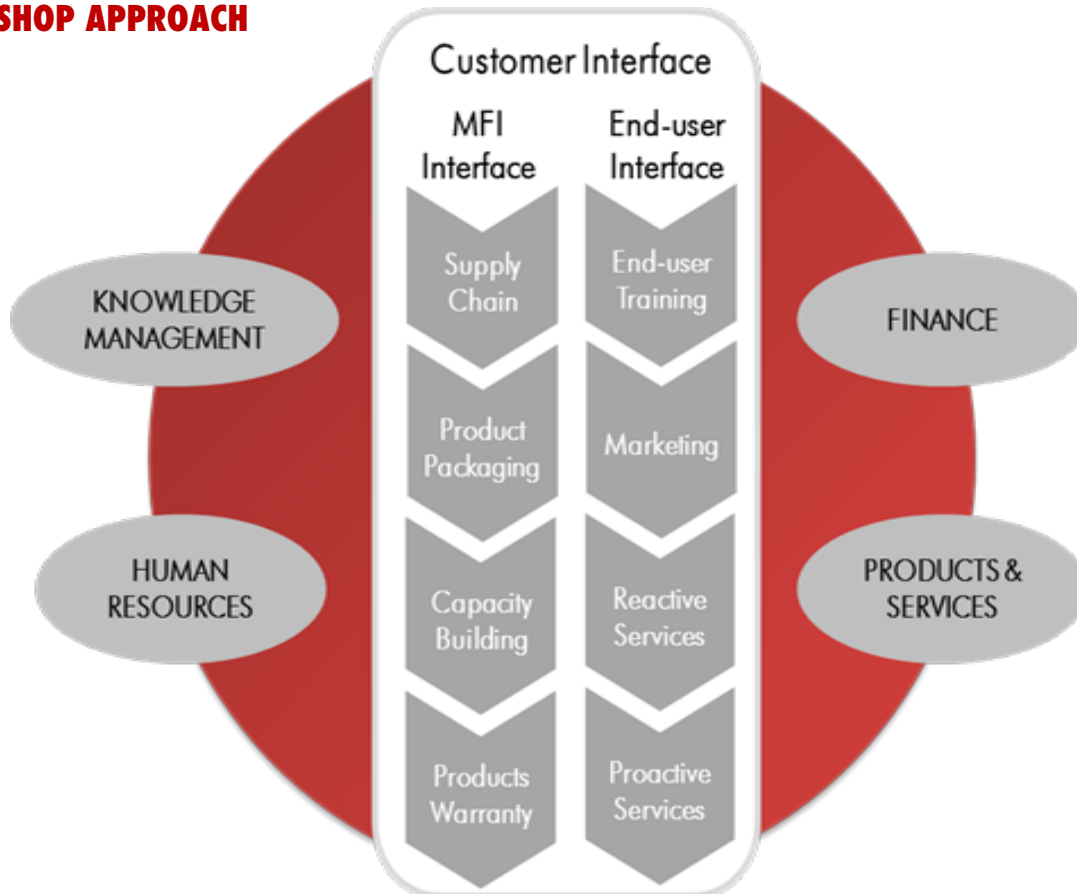 SHOP APPROACH
Customer Interface
MFI
Interface
End-user
Interface
Supply
Chain
End-user
Training
KNOWLEDGE
MANAGEMENT
FINANCE
Product
Packaging
Marketing
HUMAN
RESOURCES
Capacity
Building
Reactive
Services
PRODUCTS &
SERVICES
Products
Warranty
Proactive
Services